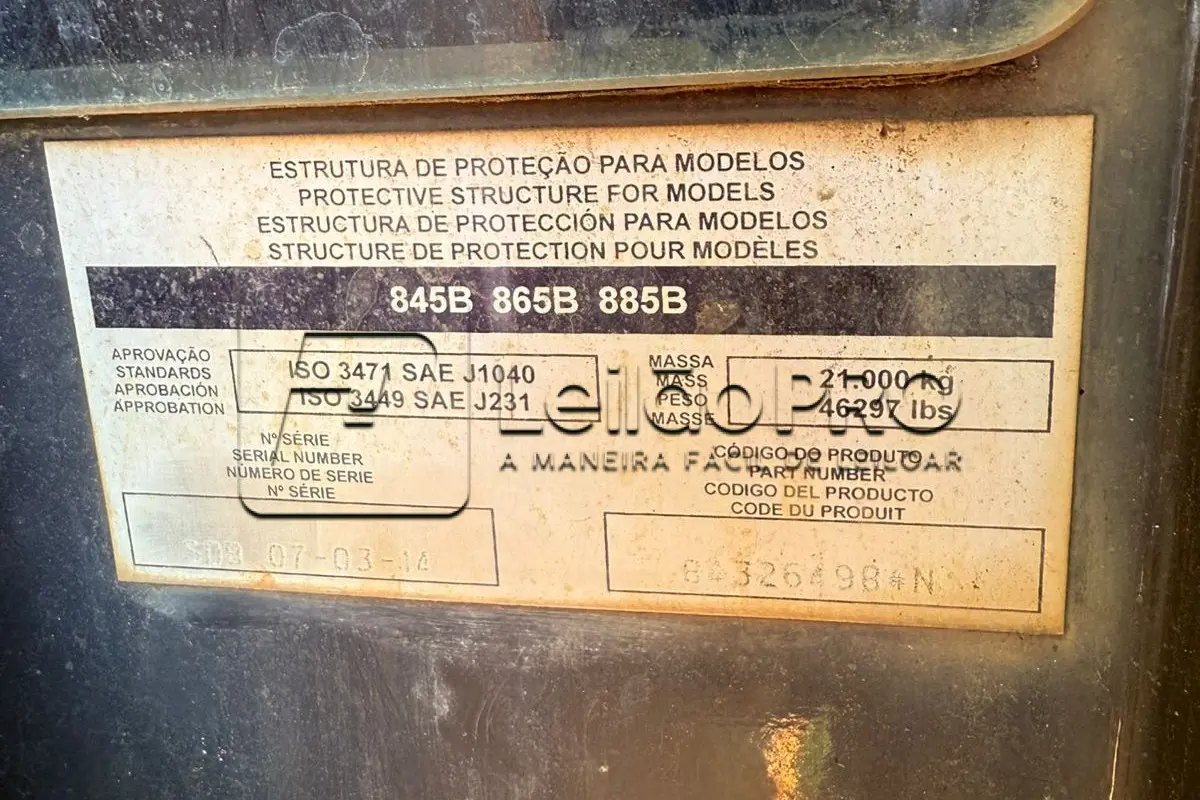 ESTRUTURA DE PROTEÇÃO PARA MODELOS
PROTECTIVE STRUCTURE FOR MODELS
ESTRUCTURA DE PROTECCIÓN PARA MODELOS
STRUCTURE DE PROTECTION POUR MODÈLES
845B 865B 885B
APROVAÇÃO
STANDARDS
APROBACIÓN
APPROBATION
ISO 3471 SAE J1040
ISO 3449 SAE J231
MASSA
MASS
PESO
MASSE
21.000 kg
46297 lbs
LeilãoPRO
A MANEIRA FÁCIL DE LEILOAR
Nº SÉRIE
SERIAL NUMBER
NÚMERO DE SERIE
Nº SÉRIE
07-03-14
CÓDIGO DO PRODUTO
PART NUMBER
CODIGO DEL PRODUCTO
CODE DU PRODUIT